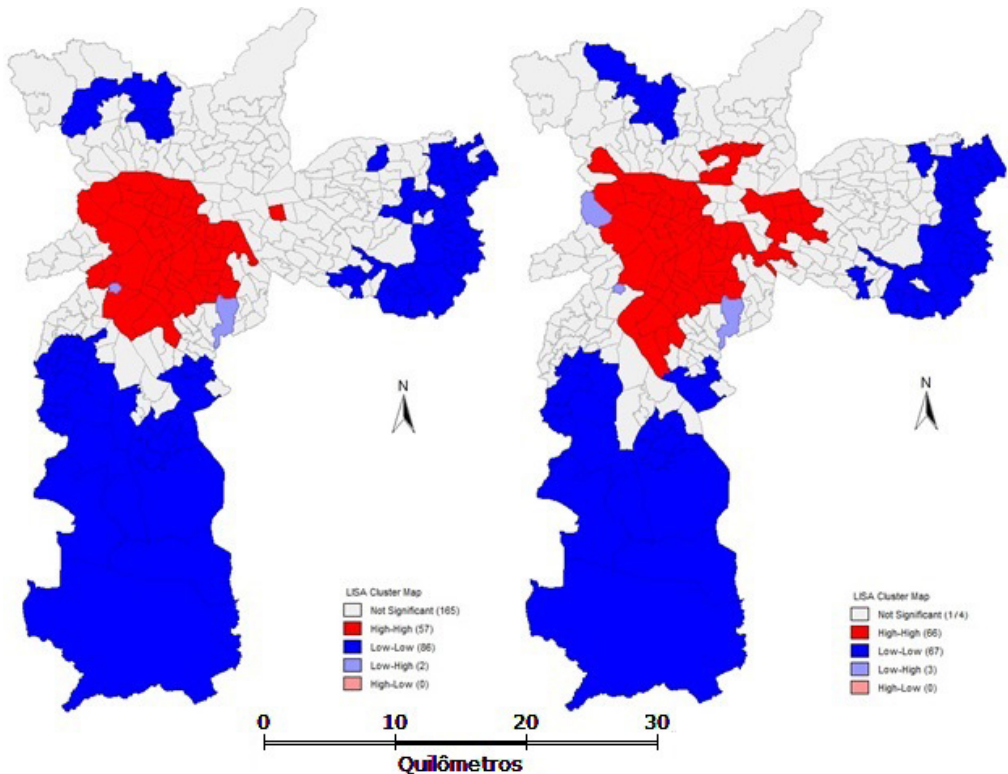 N
N
LISA Cluster Map
Not Significant (165)
High-High (57)
Low-Low (86)
Low-High (2)
High-Low (0)
LISA Cluster Map
Not Significant (1/4)
High-High (66)
Low-Low (67)
Low-High (3)
High-Low (0)
0 10 20 30
Quilômetros